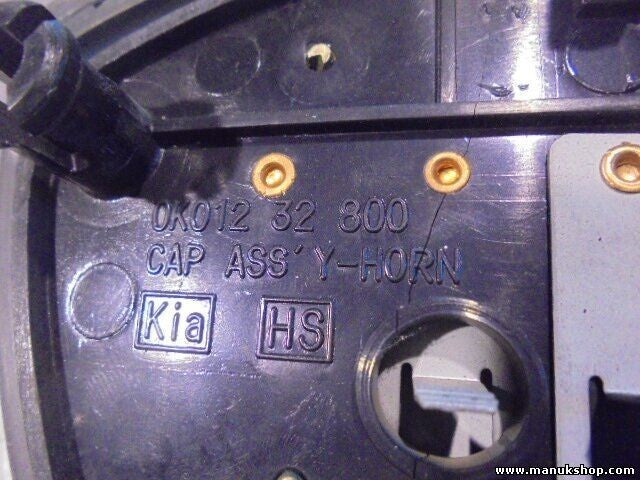 0K012 32 800
CAP ASS'Y-HORN
Kia HS
www.manukshop.com